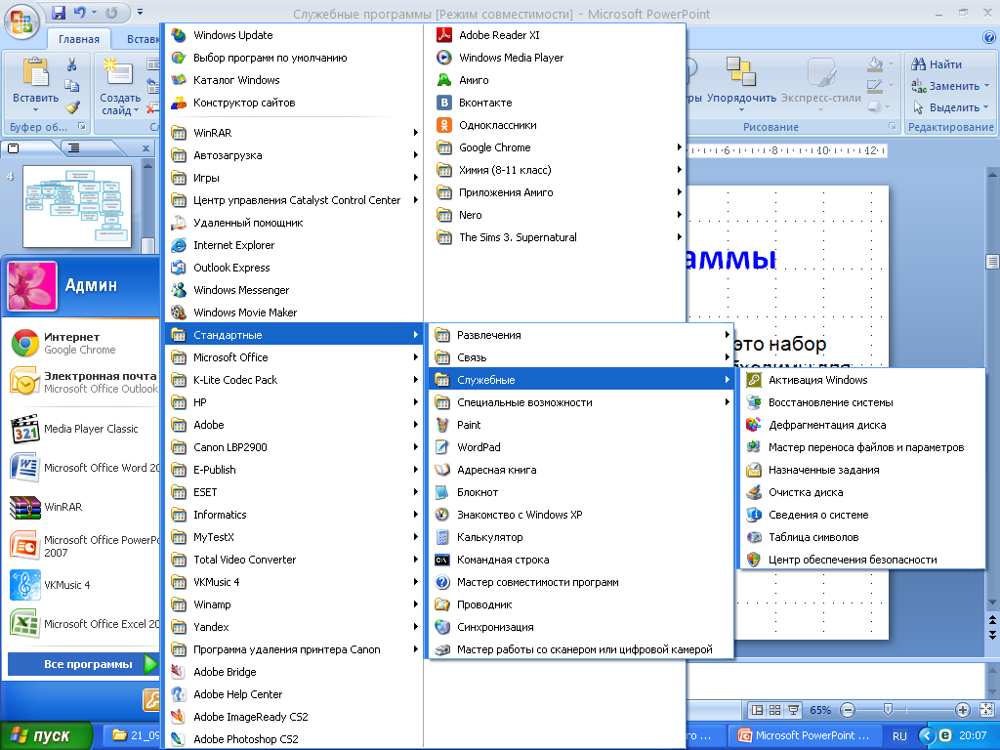 Служебные программы [Режим совместимости] - Microsoft PowerPoint
Главная
Вставк
Вставить
Создать
слайд
Буфер об...
Упорядочить
Экспресс-стили
Рисование
Найти
Заменить
Выделить
Редактирование
6 8 10 12
4
аммы
это набор
Админ
Интернет
Google Chrome
Электронная почта
Microsoft Office Outlook
Media Player Classic
Microsoft Office Word 20
WinRAR
Microsoft Office PowerPo
2007
VKMusic 4
Microsoft Office Excel 20
Все программы
Windows Update
Выбор программ по умолчанию
Каталог Windows
Конструктор сайтов
WinRAR
Автозагрузка
Игры
Центр управления Catalyst Control Center
Удаленный помощник
Internet Explorer
Outlook Express
Windows Messenger
Windows Movie Maker
Стандартные
Microsoft Office
K-Lite Codec Pack
HP
Adobe
Canon LBP2900
E-Publish
ESET
Informatics
MyTestX
Total Video Converter
VKMusic 4
Winamp
Yandex
Программа удаления принтера Canon
Adobe Bridge
Adobe Help Center
Adobe ImageReady CS2
Adobe Photoshop CS2
Adobe Reader XI
Windows Media Player
Амиго
Вконтакте
Одноклассники
Google Chrome
Химия (8-11 класс)
Приложения Амиго
Nero
The Sims 3. Supernatural
Развлечения
Связь
Служебные
Специальные возможности
Paint
WordPad
Адресная книга
Блокнот
Знакомство с Windows XP
Калькулятор
Командная строка
Мастер совместимости программ
Проводник
Синхронизация
Мастер работы со сканером или цифровой камерой
Активация Windows
Восстановление системы
Дефрагментация диска
Мастер переноса файлов и параметров
Назначенные задания
Очистка диска
Сведения о системе
Таблица символов
Центр обеспечения безопасности
65%
пуск
21_09
го ...
Microsoft PowerPoint ...
RU
20:07